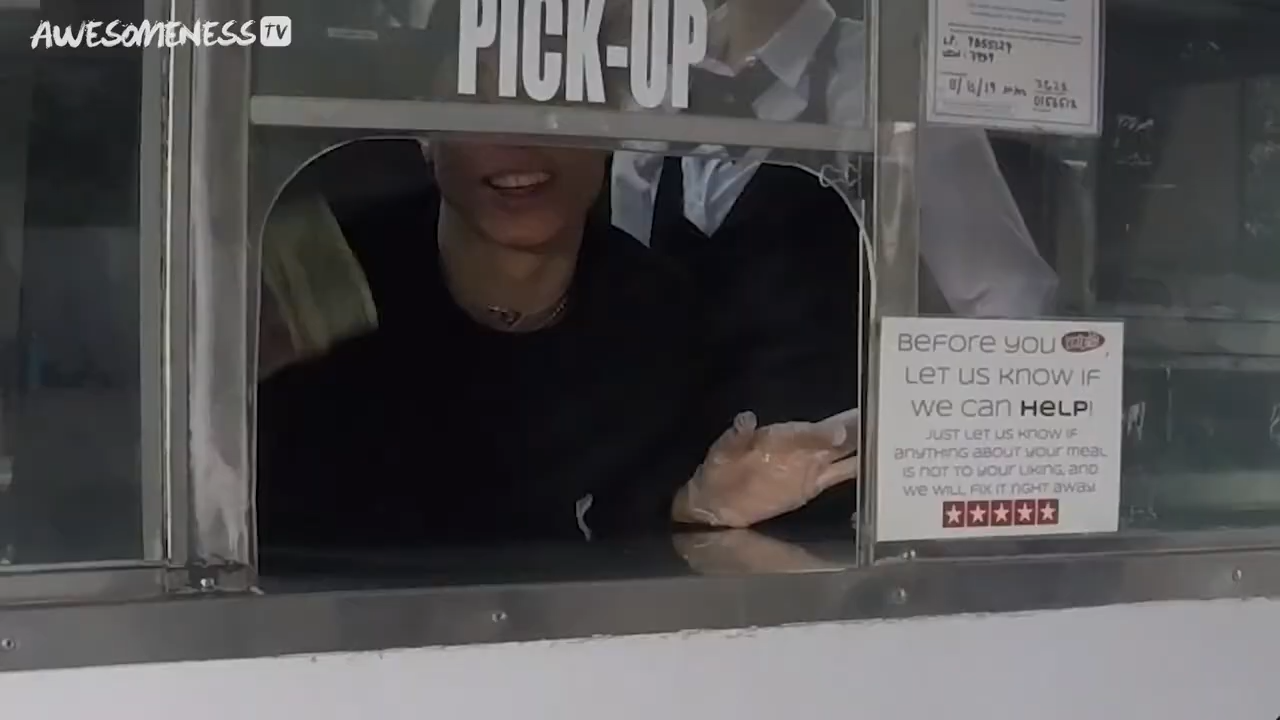 AWESOMENESS TV
PICK-UP
BEFORE YOU yelp
LET US KNOW IF
WE CAN HELP!
JUST LET US KNOW IF
ANYTHING ABOUT YOUR MEAL
IS NOT TO YOUR LIKING, AND
WE WILL FIX IT RIGHT AWAY